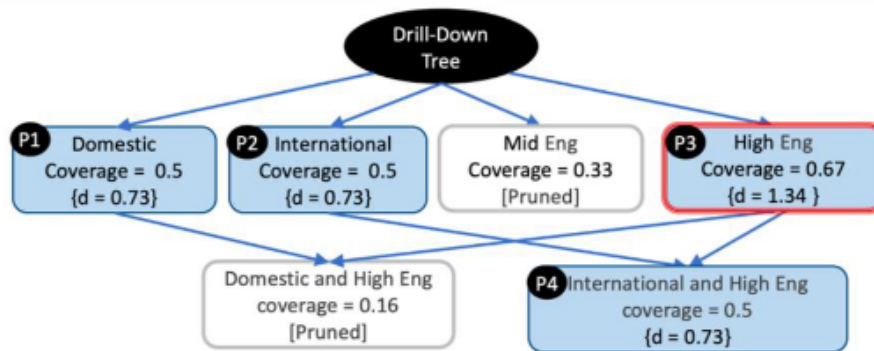 Drill-Down
Tree
P1
Domestic
Coverage = 0.5
{d = 0.73}
P2
International
Coverage = 0.5
{d = 0.73}
Mid Eng
Coverage = 0.33
[Pruned]
P3
High Eng
Coverage = 0.67
{d = 1.34 }
Domestic and High Eng
coverage = 0.16
[Pruned]
P4
International and High Eng
coverage = 0.5
{d = 0.73}